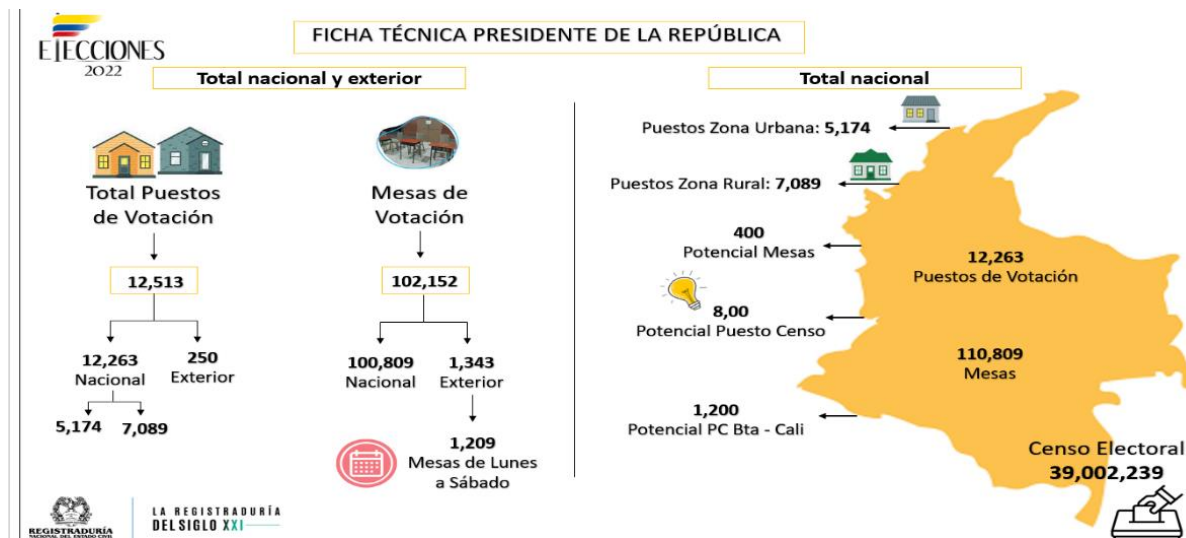 ELECCIONES
2022
FICHA TÉCNICA PRESIDENTE DE LA REPÚBLICA
Total nacional y exterior
Total Puestos
de Votación
12,513
12,263
Nacional
250
Exterior
5,174
7,089
Mesas de
Votación
102,152
100,809
Nacional
1,343
Exterior
1,209
Mesas de Lunes
a Sábado
Total nacional
Puestos Zona Urbana: 5,174
Puestos Zona Rural: 7,089
400
Potencial Mesas
8,00
Potencial Puesto Censo
1,200
Potencial PC Bta - Cali
12,263
Puestos de Votación
110,809
Mesas
Censo Electoral
39,002,239
REGISTRADURÍA
NACIONAL DEL ESTADO CIVIL
LA REGISTRADURÍA
DEL SIGLO XXI